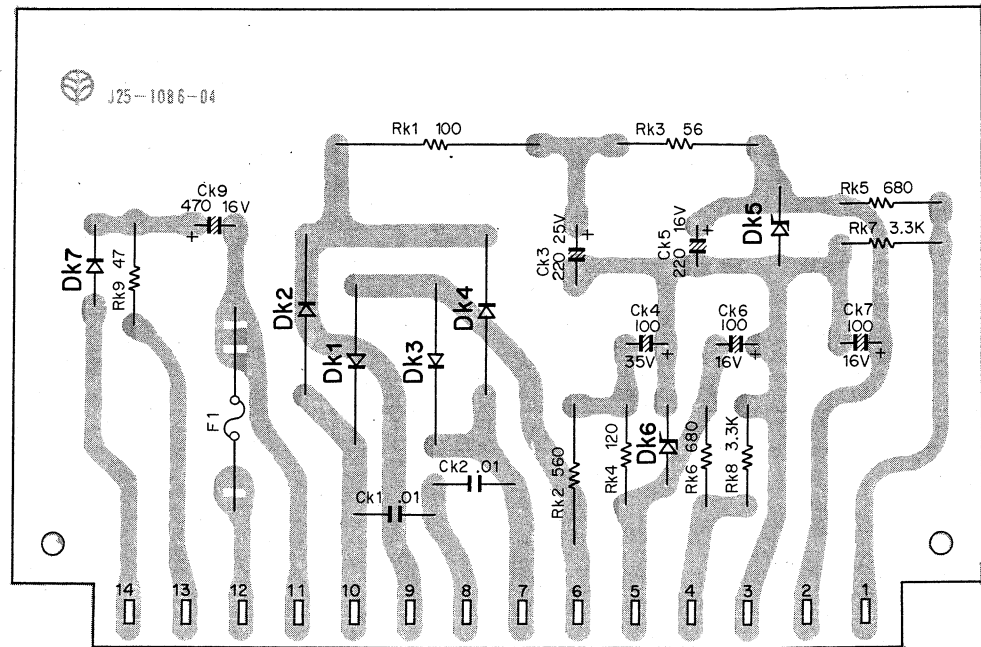 J25-1086-04
Rk1 100
Rk3 56
Ck9
470 16V
Rk5 680
Rk7 3.3K
Dk7
Rk9 47
Ck3
220 25V
Ck5
220 16V
Dk5
Dk2
Dk1
Dk3
Dk4
Ck4
100
35V
Ck6
100
16V
Ck7
100
16V
F1
Ck1 .01
Ck2 .01
Rk2 560
Rk4 120
Dk6
Rk6 680
Rk8 3.3K
14 13 12 11 10 9 8 7 6 5 4 3 2 1